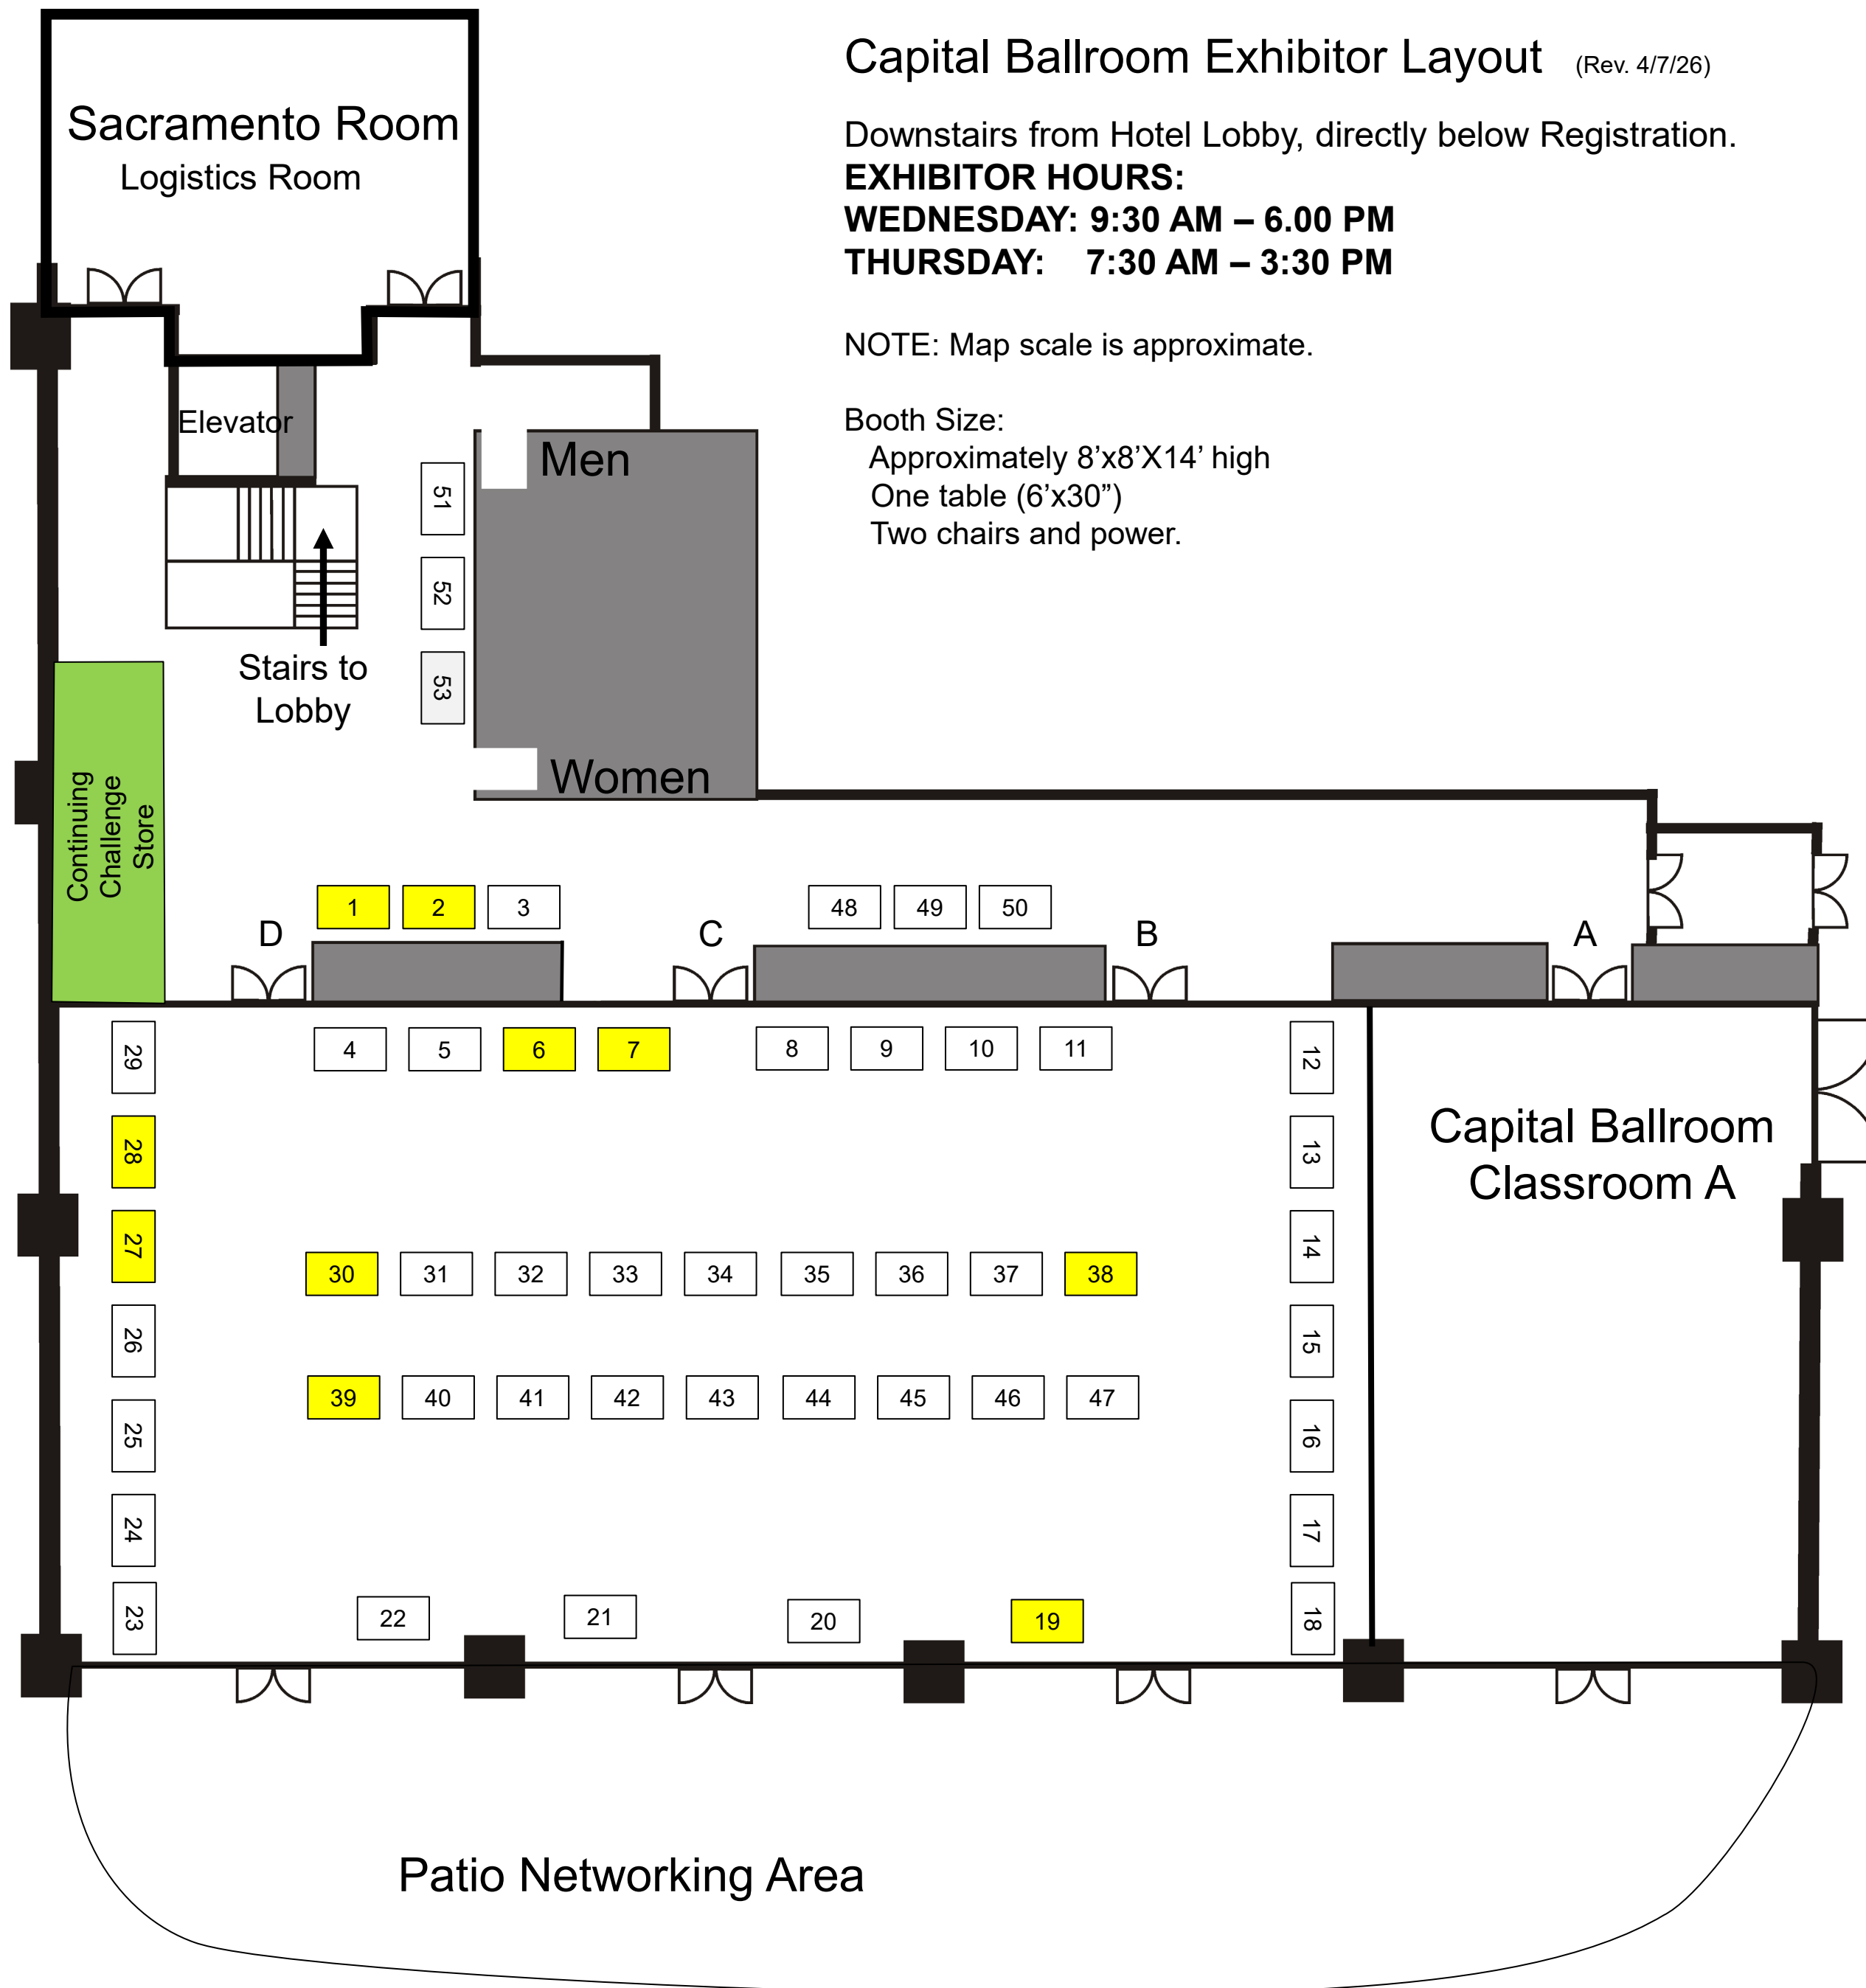 Capital Ballroom Exhibitor Layout (Rev. 4/7/26)
Downstairs from Hotel Lobby, directly below Registration.
EXHIBITOR HOURS:
WEDNESDAY: 9:30 AM – 6.00 PM
THURSDAY: 7:30 AM – 3:30 PM
NOTE: Map scale is approximate.
Booth Size:
Approximately 8’x8’X14’ high
One table (6’x30”)
Two chairs and power.
Sacramento Room
Logistics Room
Elevator
Men
51
52
53
Stairs to
Lobby
Women
Continuing
Challenge
Store
1 2 3 48 49 50
D C B A
4 5 6 7 8 9 10 11
29
28
27
26
25
24
23
12
13
14
15
16
17
18
Capital Ballroom
Classroom A
30 31 32 33 34 35 36 37 38
39 40 41 42 43 44 45 46 47
22 21 20 19
Patio Networking Area